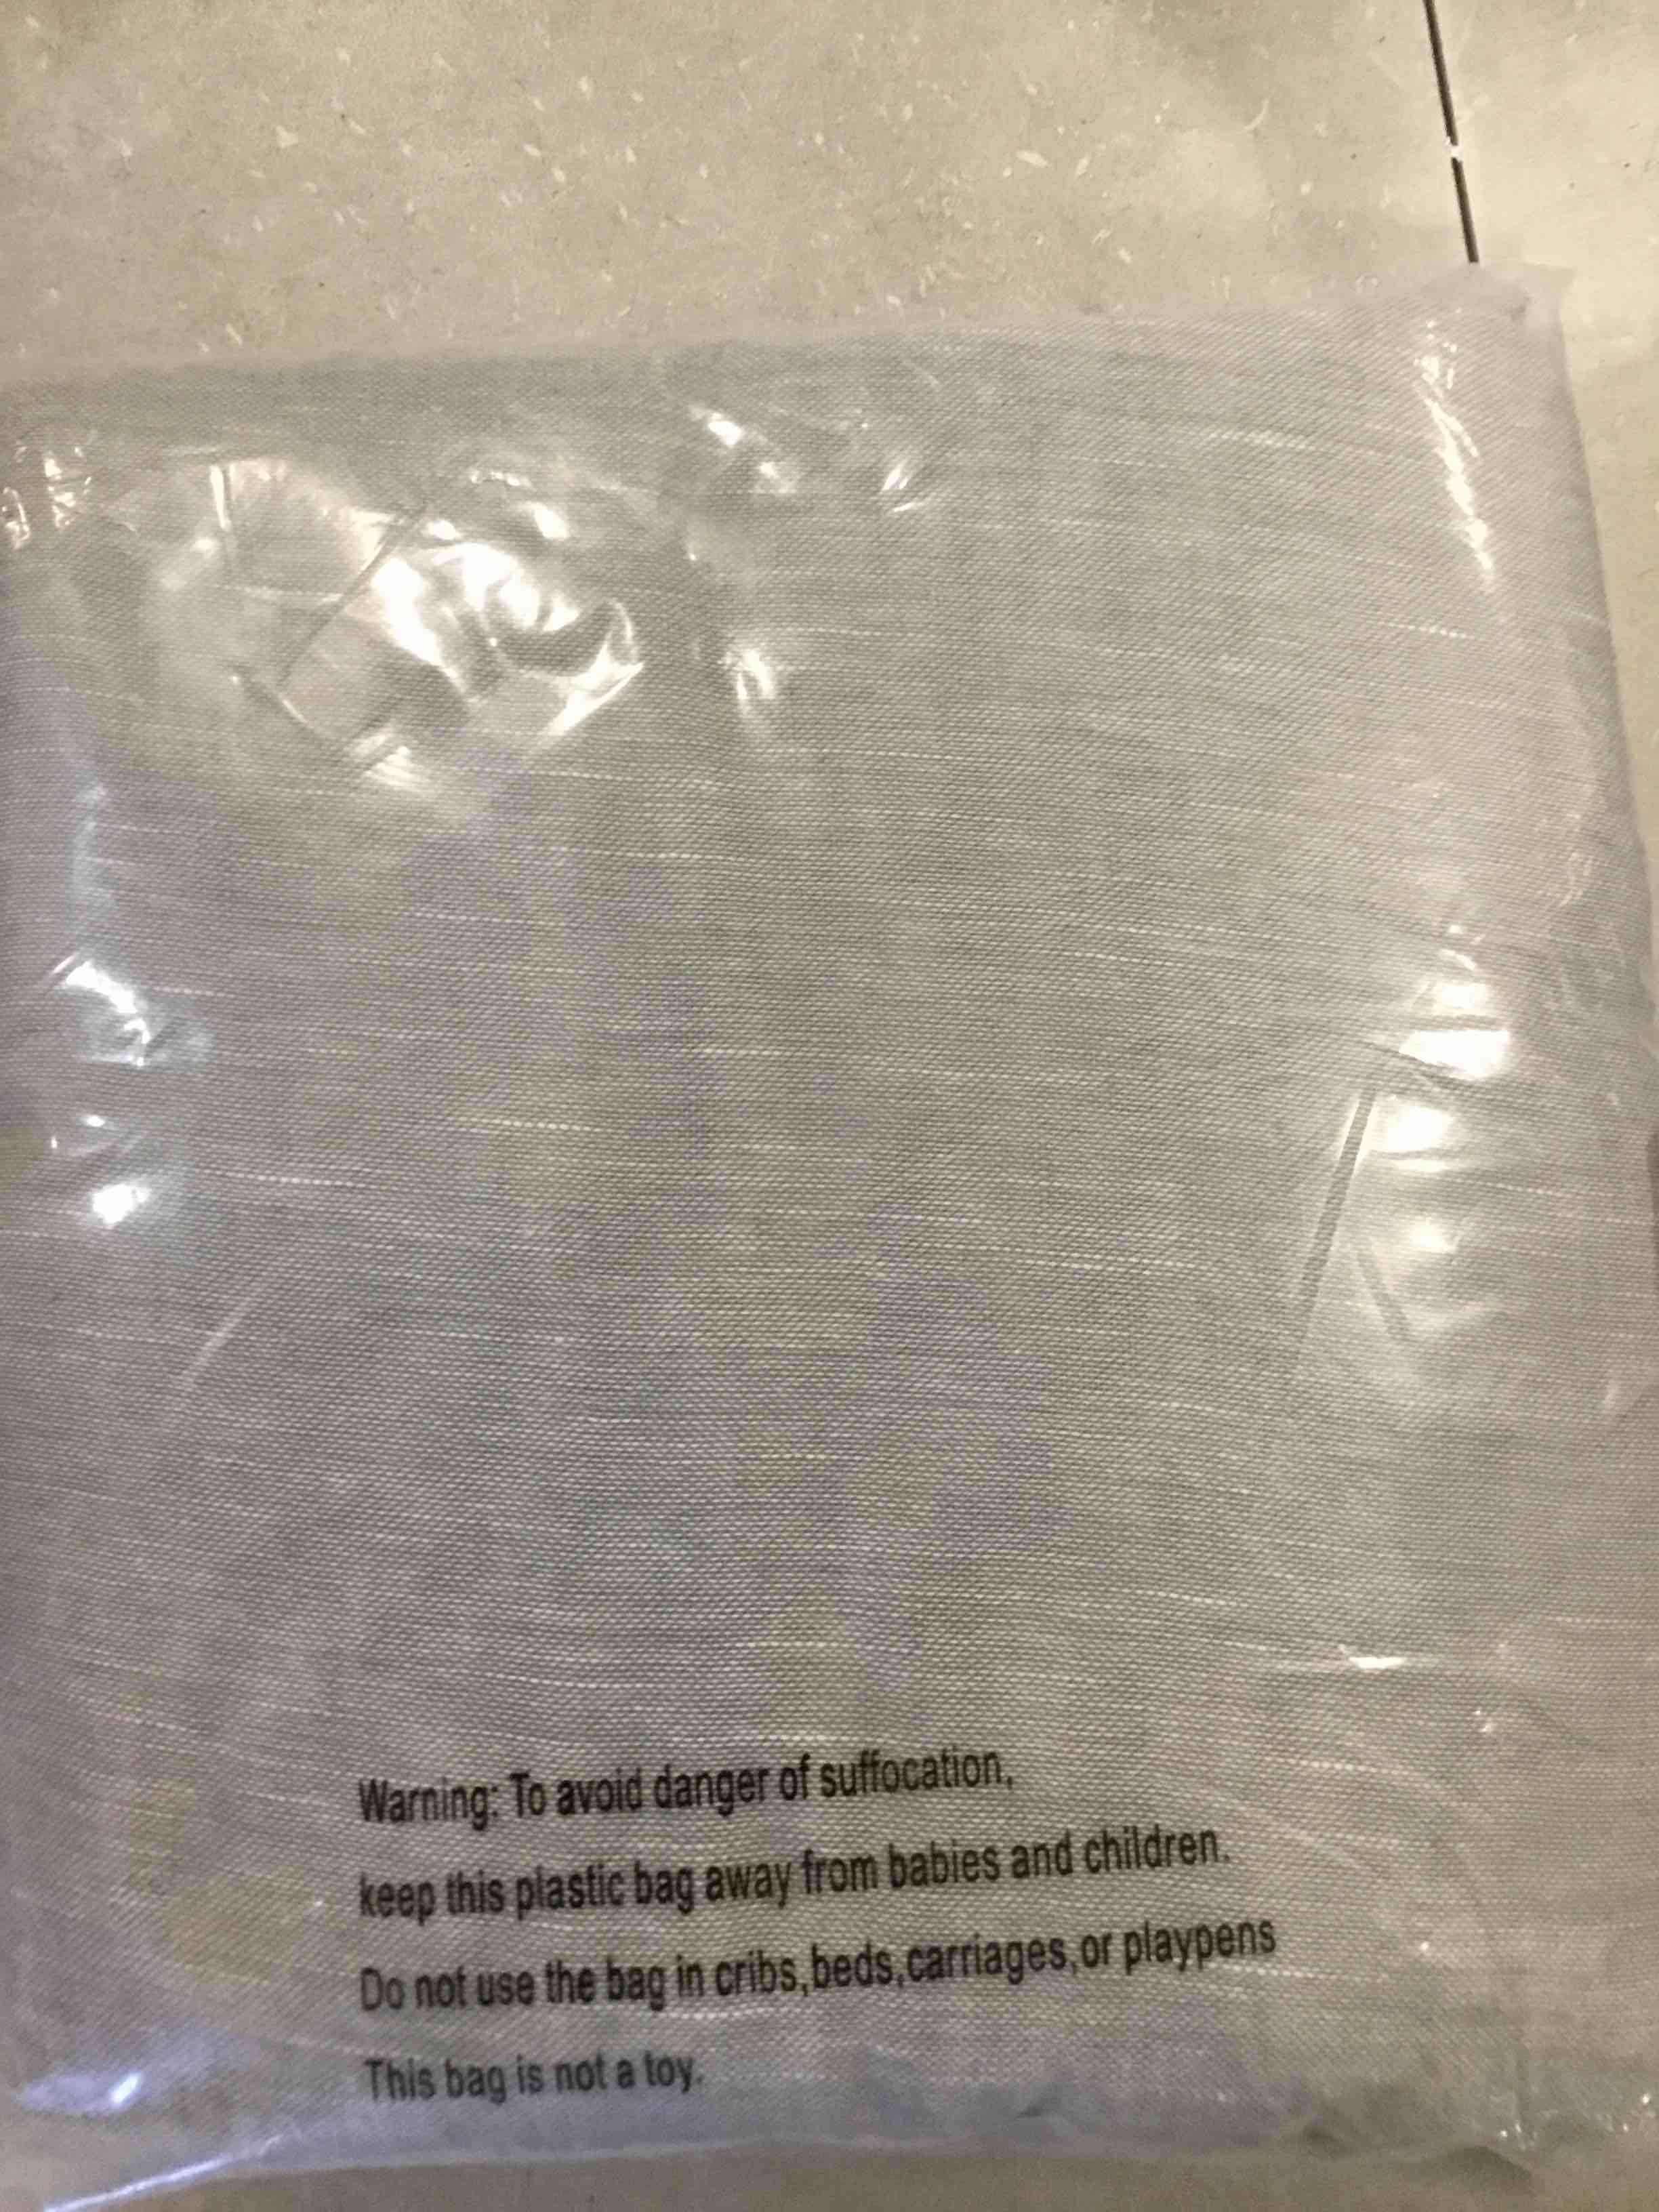 Warning: To avoid danger of suffocation,
keep this plastic bag away from babies and children.
Do not use the bag in cribs,beds,carriages,or playpens
This bag is not a toy.